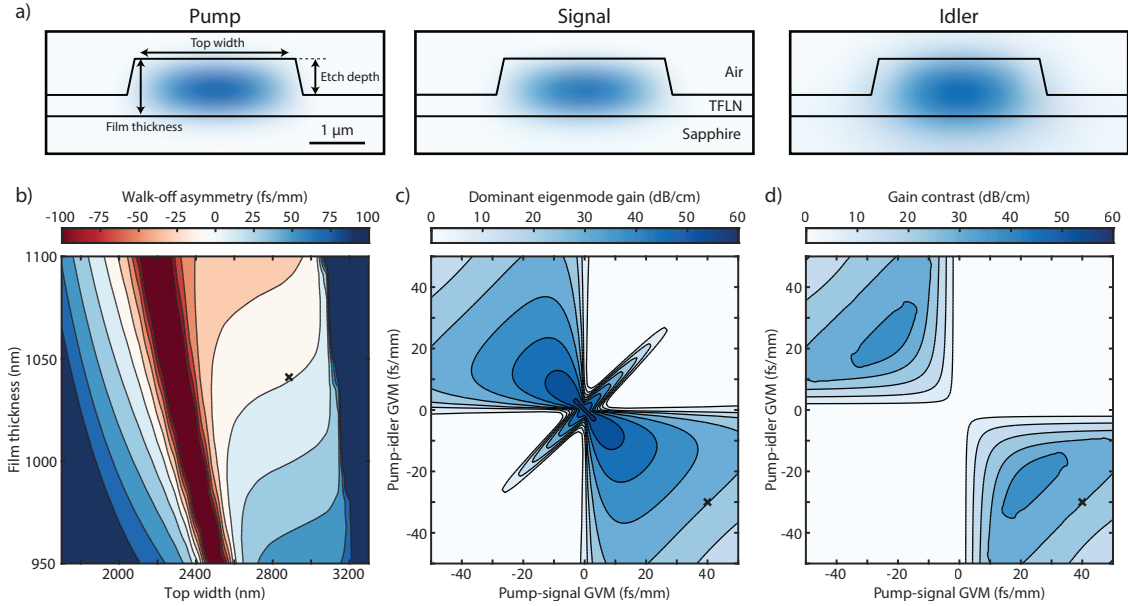 a)
Pump
Signal
Idler
Top width
Etch depth
Film thickness
1 μm
Air
TFLN
Sapphire
b)
Walk-off asymmetry (fs/mm)
-100 -75 -50 -25 0 25 50 75 100
1100
1050
1000
950
Film thickness (nm)
2000 2400 2800 3200
Top width (nm)
c)
Dominant eigenmode gain (dB/cm)
0 10 20 30 40 50 60
40
20
0
-20
-40
Pump-idler GVM (fs/mm)
-40 -20 0 20 40
Pump-signal GVM (fs/mm)
d)
Gain contrast (dB/cm)
0 10 20 30 40 50 60
40
20
0
-20
-40
Pump-idler GVM (fs/mm)
-40 -20 0 20 40
Pump-signal GVM (fs/mm)